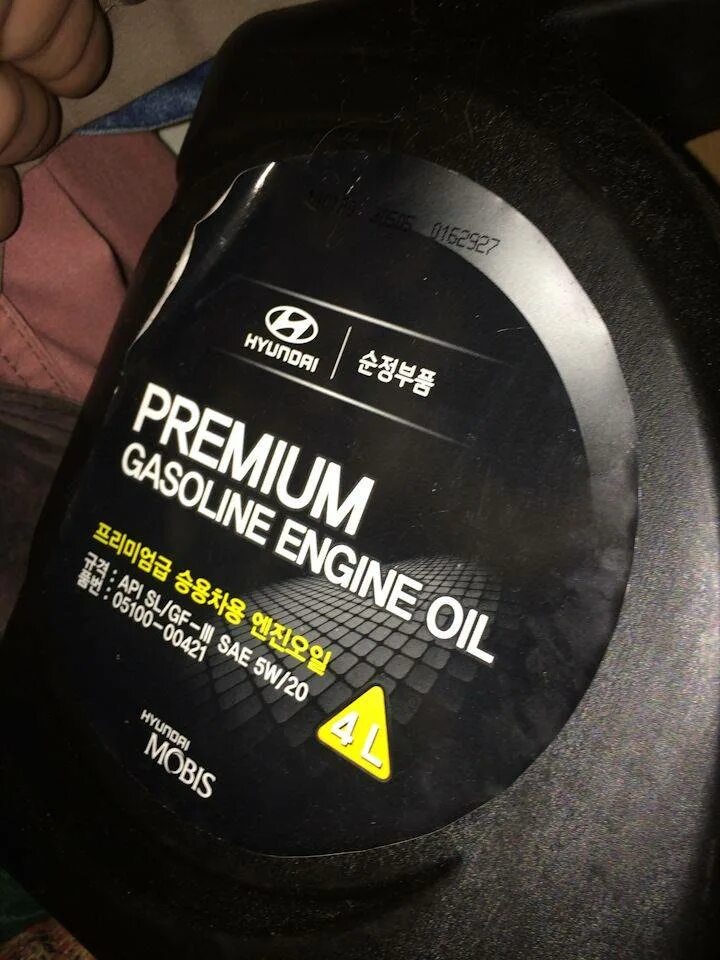 30505 0162927
HYUNDAI | 순정부품
PREMIUM
GASOLINE ENGINE OIL
프리미엄급 승용차용 엔진오일
규격 : API SL/GF-III SAE 5W/20
품번 : 05100-00421
4 L
HYUNDAI
MOBIS